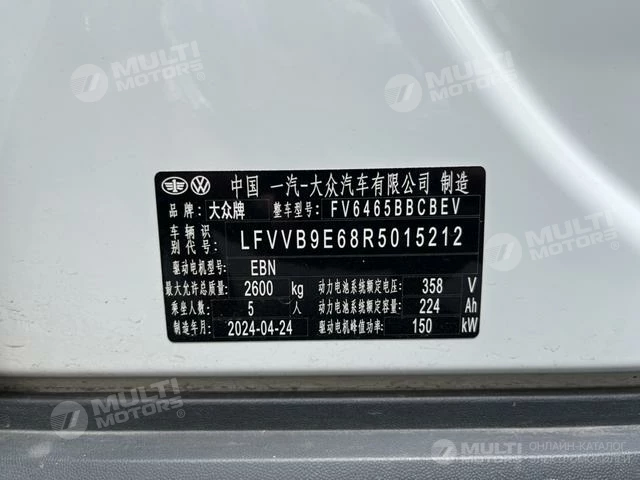 MULTI MOTORS
MULTI MOTORS
中国 一汽-大众汽车有限公司 制造
品牌: 大众牌 整车型号: FV6465BBCBEV
车辆识别代号: LFVVB9E68R5015212
驱动电机型号: EBN
最大允许总质量: 2600 kg 动力电池系统额定电压: 358 V
乘坐人数: 5 人 动力电池系统额定容量: 224 Ah
制造年月: 2024-04-24 驱动电机峰值功率: 150 kW
MULTI MOTORS
MULTI ОНЛАЙН-КАТАЛОГ
MOTORS